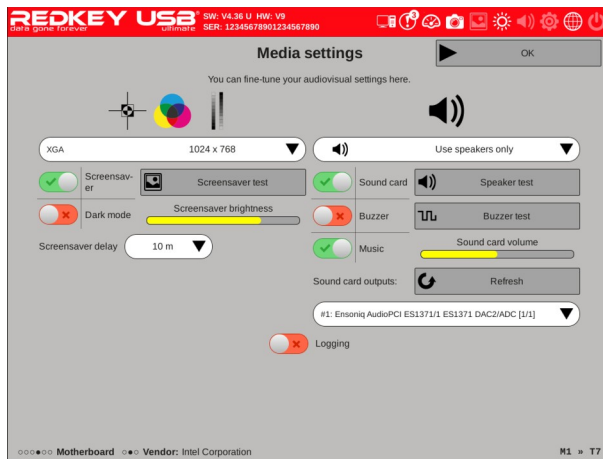 REDKEY USB®
data gone forever
ultimate
SW: V4.36 U HW: V9
SER: 12345678901234567890
?
Media settings
OK
You can fine-tune your audiovisual settings here.
XGA 1024 x 768
Use speakers only
Screensav-
er
Screensaver test
Sound card
Speaker test
Dark mode
Screensaver brightness
Buzzer
Buzzer test
Screensaver delay
10 m
Music
Sound card volume
Sound card outputs:
Refresh
#1: Ensoniq AudioPCI ES1371/1 ES1371 DAC2/ADC [1/1]
Logging
Motherboard
Vendor: Intel Corporation
M1 » T7